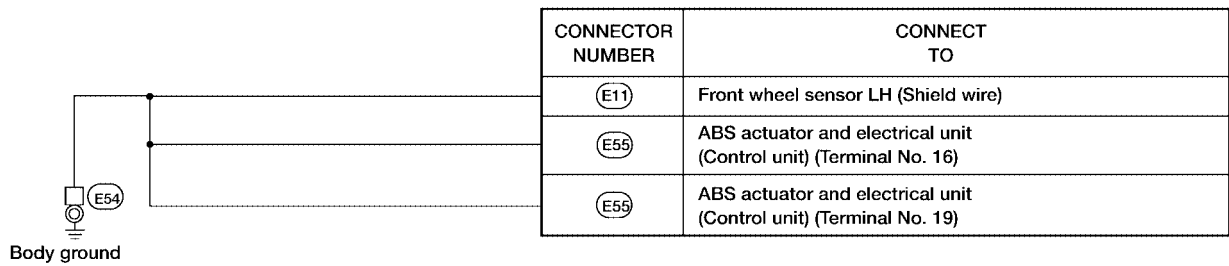 CONNECTOR NUMBER
CONNECT TO
E11
Front wheel sensor LH (Shield wire)
E55
ABS actuator and electrical unit
(Control unit) (Terminal No. 16)
E55
ABS actuator and electrical unit
(Control unit) (Terminal No. 19)
E54
Body ground